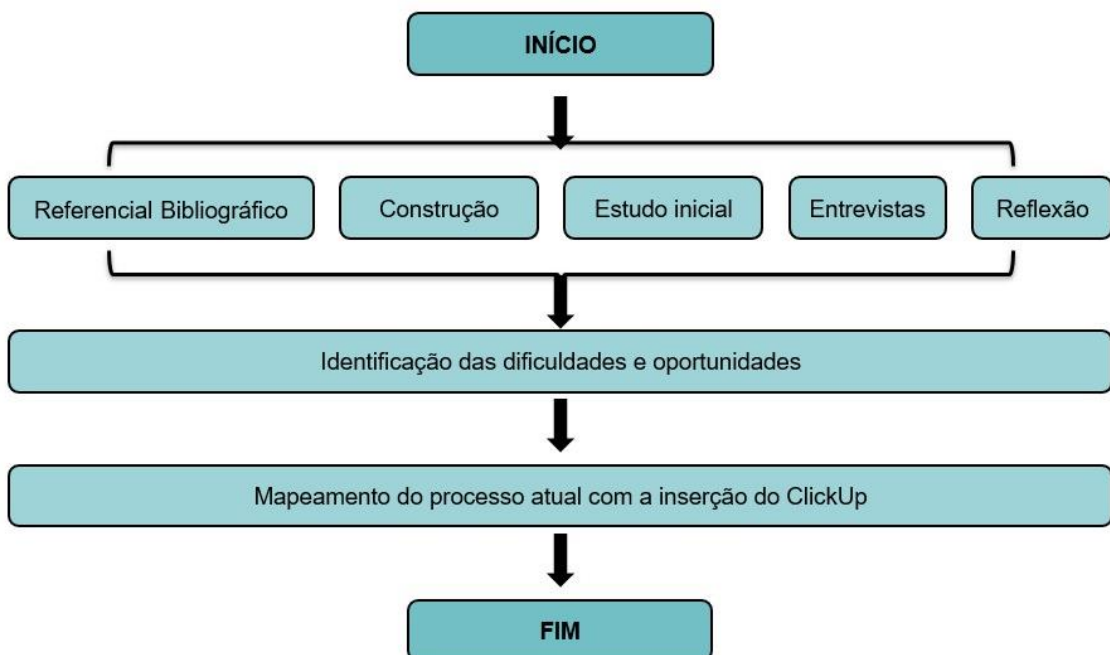 INÍCIO
Referencial Bibliográfico
Construção
Estudo inicial
Entrevistas
Reflexão
Identificação das dificuldades e oportunidades
Mapeamento do processo atual com a inserção do ClickUp
FIM